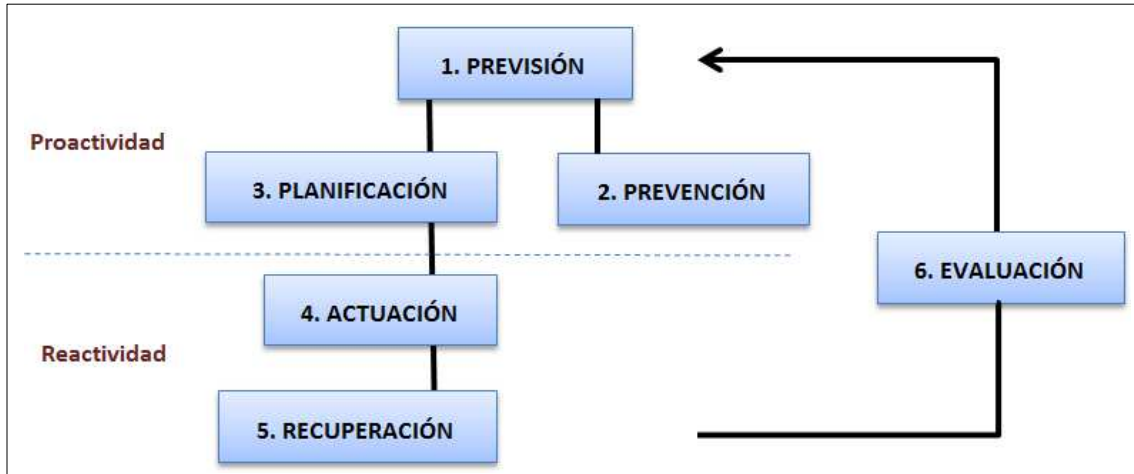 1. PREVISIÓN
Proactividad
3. PLANIFICACIÓN
2. PREVENCIÓN
6. EVALUACIÓN
4. ACTUACIÓN
Reactividad
5. RECUPERACIÓN